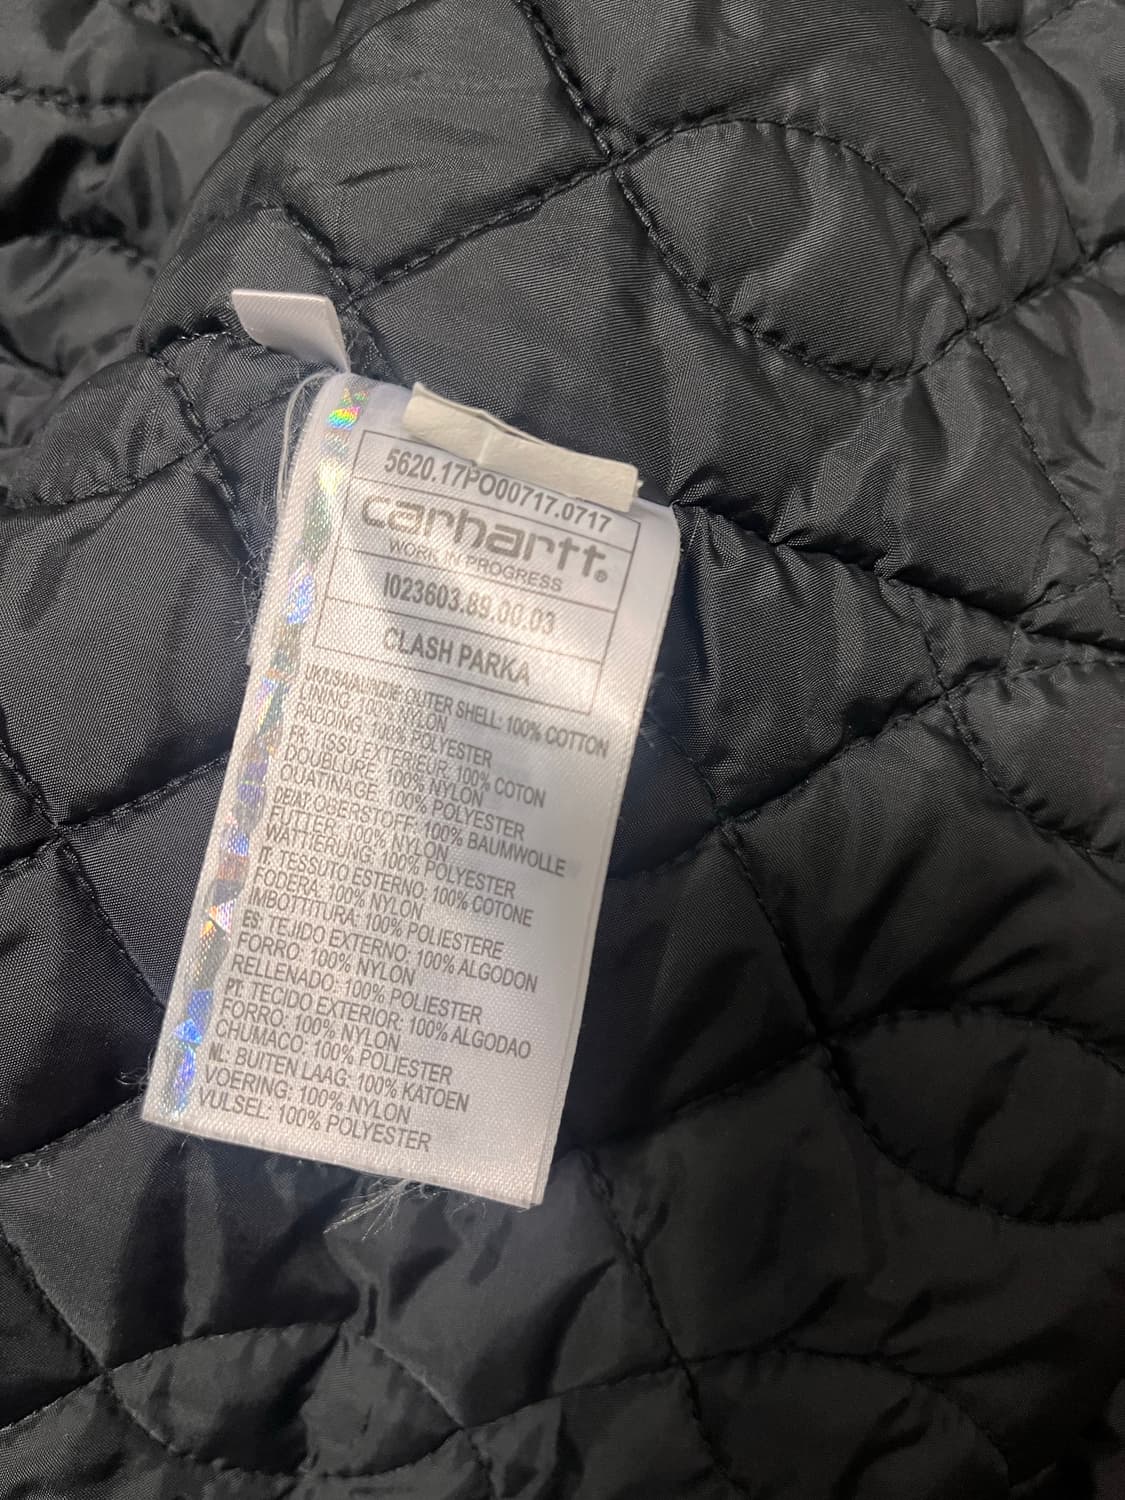 5620.17PO00717.0717
carhartt®
WORK IN PROGRESS
I023603.89.00.03
CLASH PARKA
OUTER SHELL: 100% COTTON
LINING: 100% NYLON
PADDING: 100% POLYESTER
FR: TISSU EXTERIEUR: 100% COTON
DOUBLURE: 100% NYLON
OUATINAGE: 100% POLYESTER
DE/AT: OBERSTOFF: 100% BAUMWOLLE
FUTTER: 100% NYLON
WATTIERUNG: 100% POLYESTER
IT: TESSUTO ESTERNO: 100% COTONE
FODERA: 100% NYLON
IMBOTTITURA: 100% POLIESTERE
ES: TEJIDO EXTERNO: 100% ALGODON
FORRO: 100% NYLON
RELLENADO: 100% POLIESTER
PT: TECIDO EXTERIOR: 100% ALGODAO
FORRO: 100% NYLON
CHUMACO: 100% POLIESTER
NL: BUITEN LAAG: 100% KATOEN
VOERING: 100% NYLON
VULSEL: 100% POLYESTER